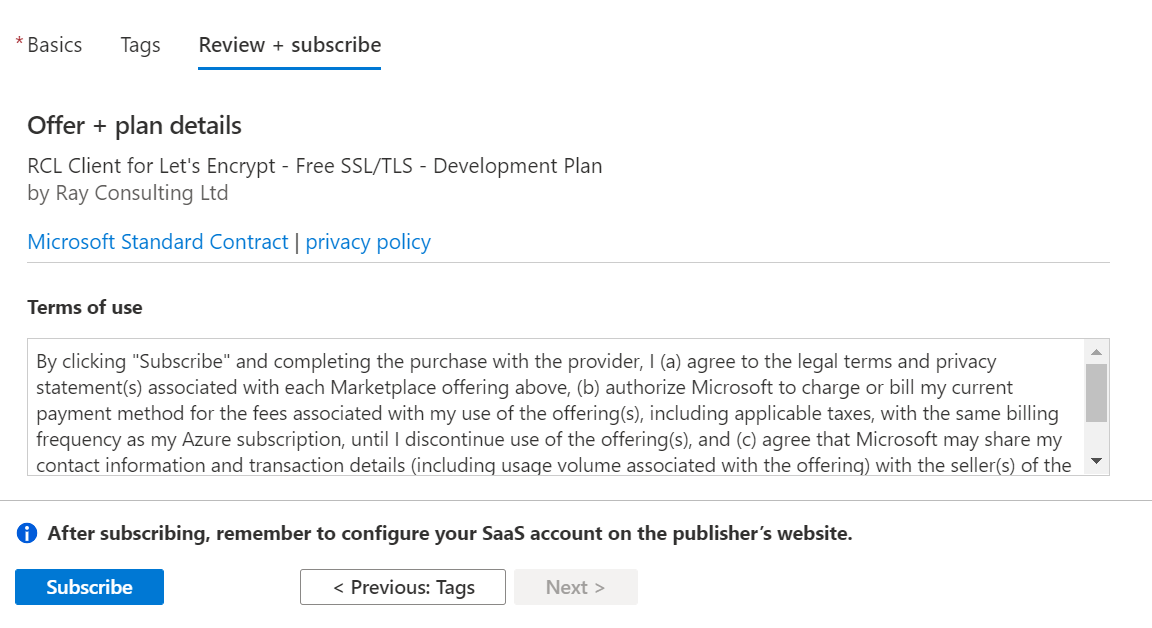 * Basics Tags Review + subscribe
Offer + plan details
RCL Client for Let's Encrypt - Free SSL/TLS - Development Plan
by Ray Consulting Ltd
Microsoft Standard Contract | privacy policy
Terms of use
By clicking "Subscribe" and completing the purchase with the provider, I (a) agree to the legal terms and privacy
statement(s) associated with each Marketplace offering above, (b) authorize Microsoft to charge or bill my current
payment method for the fees associated with my use of the offering(s), including applicable taxes, with the same billing
frequency as my Azure subscription, until I discontinue use of the offering(s), and (c) agree that Microsoft may share my
contact information and transaction details (including usage volume associated with the offering) with the seller(s) of the
After subscribing, remember to configure your SaaS account on the publisher’s website.
Subscribe < Previous: Tags Next >